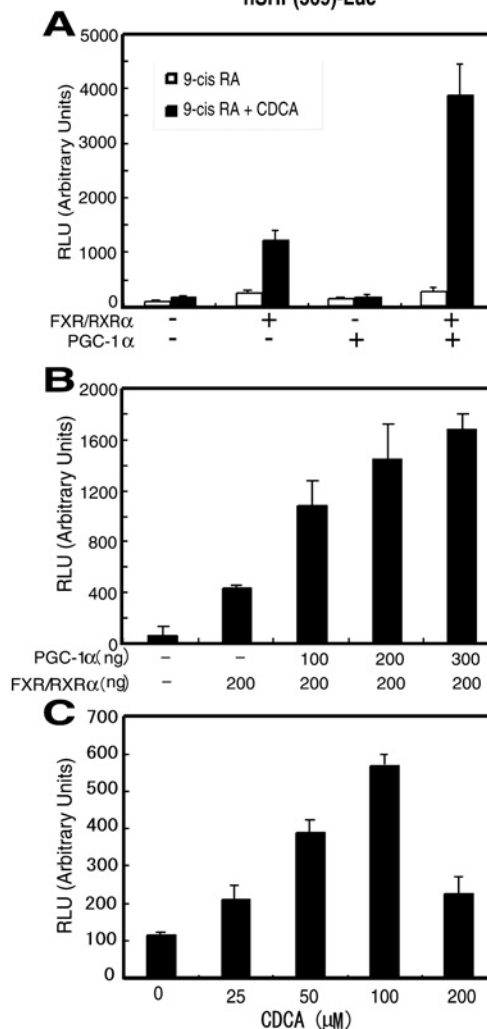 A
5000
4000
3000
2000
1000
0
RLU (Arbitrary Units)
9-cis RA
9-cis RA + CDCA
FXR/RXRα - + - +
PGC-1α - - + +
B
2000
1600
1200
800
400
0
RLU (Arbitrary Units)
PGC-1α(ng) – – 100 200 300
FXR/RXRα(ng) – 200 200 200 200
C
700
600
500
400
300
200
100
0
RLU (Arbitrary Units)
0 25 50 100 200
CDCA (µM)